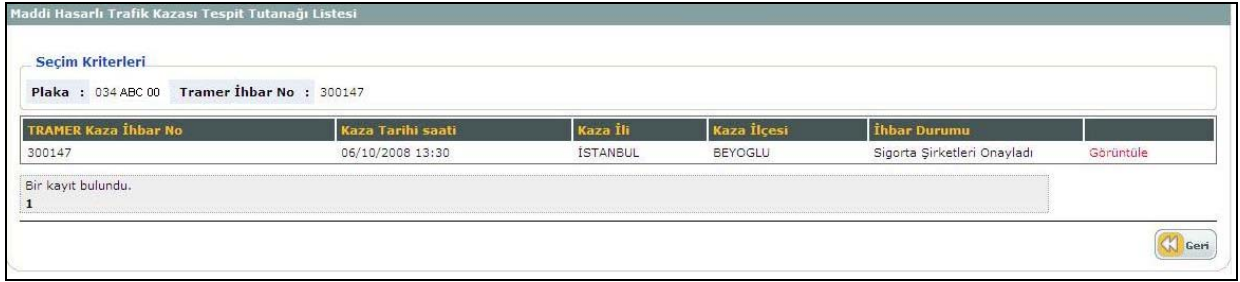 Maddi Hasarlı Trafik Kazası Tespit Tutanağı Listesi
Seçim Kriterleri
Plaka : 034 ABC 00 Tramer İhbar No : 300147
TRAMER Kaza İhbar No Kaza Tarihi saati Kaza İli Kaza İlçesi İhbar Durumu
300147 06/10/2008 13:30 İSTANBUL BEYOGLU Sigorta Şirketleri Onayladı Görüntüle
Bir kayıt bulundu.
1
Geri